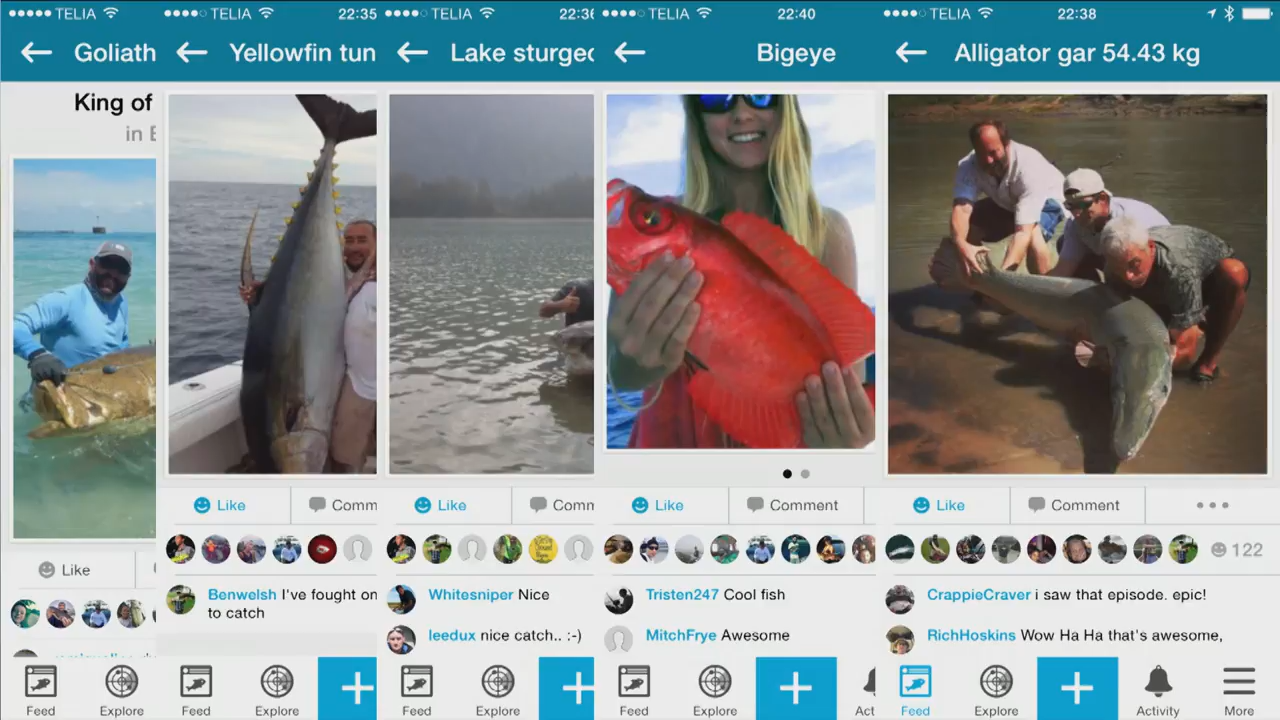 TELIA
Goliath
King of
in E
Like
Feed
Explore
TELIA 22:35
Yellowfin tun
Like
Comm
Benwelsh I've fought on
to catch
Feed
Explore
TELIA 22:36
Lake sturgeo
Like
Comm
Whitesniper Nice
leedux nice catch.. :-)
Feed
Explore
TELIA 22:40
Bigeye
Like
Comment
Tristen247 Cool fish
MitchFrye Awesome
Feed
Explore
Act
TELIA 22:38
Alligator gar 54.43 kg
Like
Comment
122
CrappieCraver i saw that episode. epic!
RichHoskins Wow Ha Ha that's awesome,
Feed
Explore
Activity
More